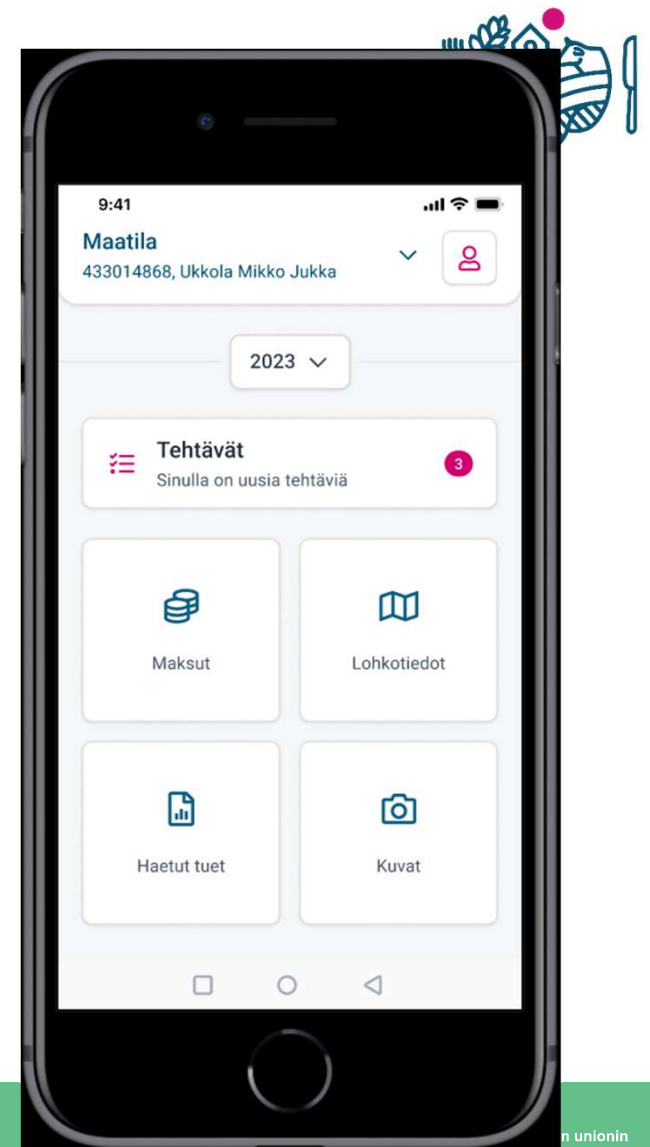 9:41
Maatila
433014868, Ukkola Mikko Jukka
2023
Tehtävät
Sinulla on uusia tehtäviä
3
Maksut
Lohkotiedot
Haetut tuet
Kuvat
n unionin